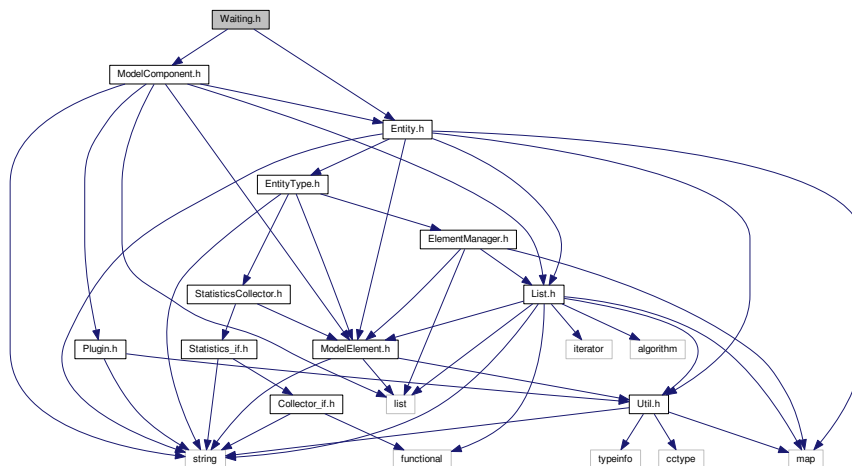 Waiting.h
ModelComponent.h
Entity.h
EntityType.h
ElementManager.h
StatisticsCollector.h
List.h
Plugin.h
Statistics_if.h
ModelElement.h
iterator
algorithm
Collector_if.h
list
Util.h
string
functional
typeinfo
cctype
map